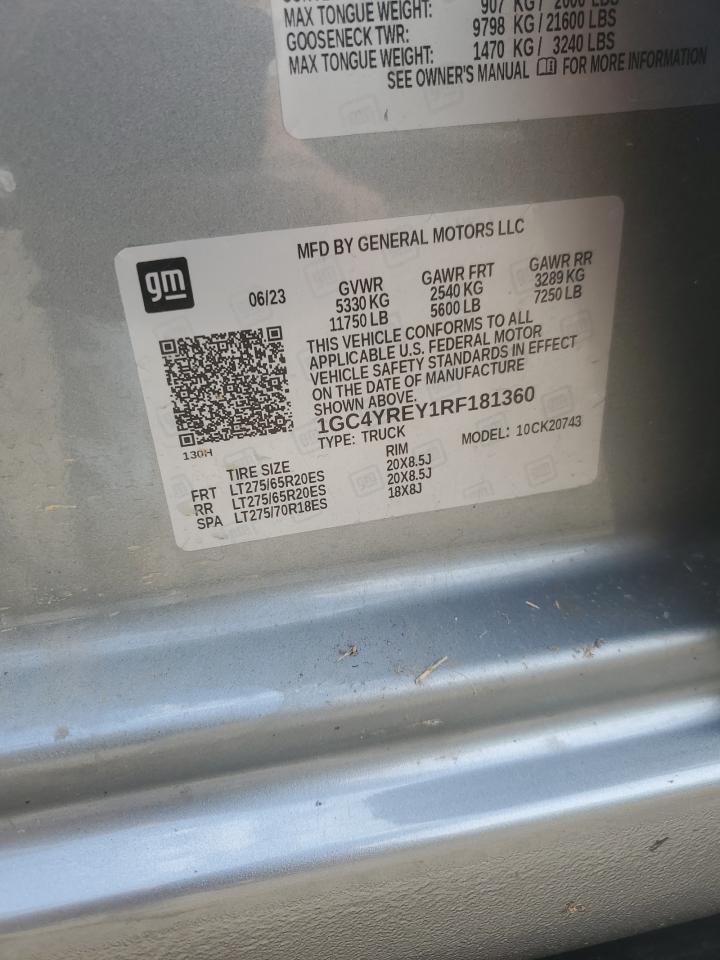 MAX TONGUE WEIGHT: 907 KG/ 2000 LBS
GOOSENECK TWR: 9798 KG/21600 LBS
MAX TONGUE WEIGHT: 1470 KG/ 3240 LBS
SEE OWNER'S MANUAL FOR MORE INFORMATION
gm
MFD BY GENERAL MOTORS LLC
06/23 GVWR GAWR FRT GAWR RR
5330 KG 2540 KG 3289 KG
11750 LB 5600 LB 7250 LB
THIS VEHICLE CONFORMS TO ALL
APPLICABLE U.S. FEDERAL MOTOR
VEHICLE SAFETY STANDARDS IN EFFECT
ON THE DATE OF MANUFACTURE
SHOWN ABOVE.
1GC4YREY1RF181360
130H
TYPE: TRUCK MODEL: 10CK20743
TIRE SIZE RIM
FRT LT275/65R20ES 20X8.5J
RR LT275/65R20ES 20X8.5J
SPA LT275/70R18ES 18X8J